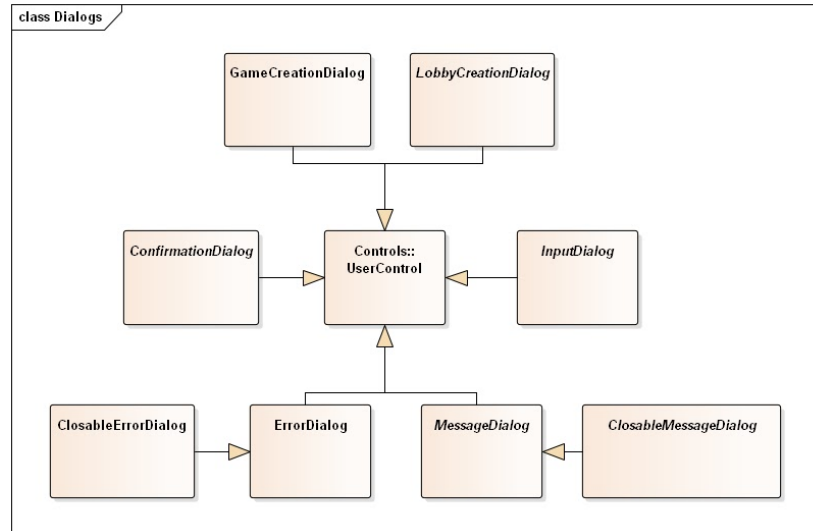 class Dialogs
GameCreationDialog
LobbyCreationDialog
ConfirmationDialog
Controls::
UserControl
InputDialog
ClosableErrorDialog
ErrorDialog
MessageDialog
ClosableMessageDialog